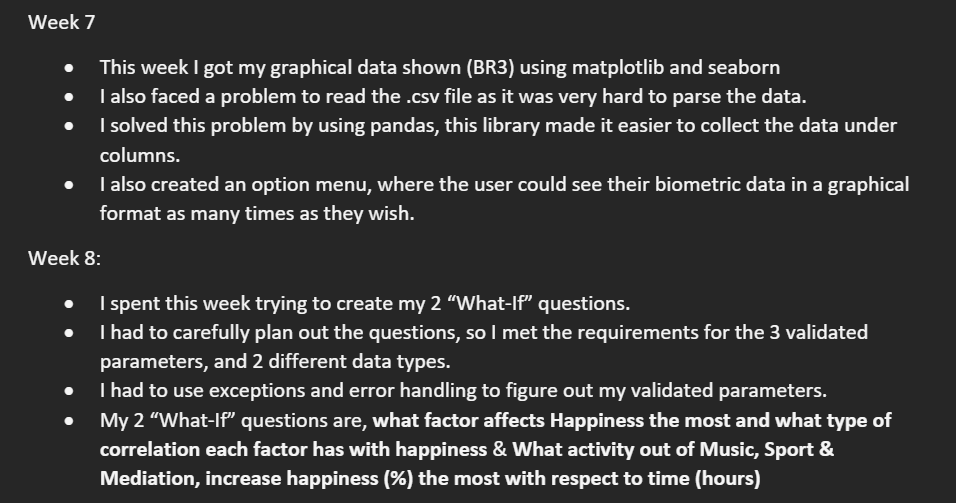 Week 7
• This week I got my graphical data shown (BR3) using matplotlib and seaborn
• I also faced a problem to read the .csv file as it was very hard to parse the data.
• I solved this problem by using pandas, this library made it easier to collect the data under
columns.
• I also created an option menu, where the user could see their biometric data in a graphical
format as many times as they wish.
Week 8:
• I spent this week trying to create my 2 “What-If” questions.
• I had to carefully plan out the questions, so I met the requirements for the 3 validated
parameters, and 2 different data types.
• I had to use exceptions and error handling to figure out my validated parameters.
• My 2 “What-If” questions are, what factor affects Happiness the most and what type of
correlation each factor has with happiness & What activity out of Music, Sport &
Mediation, increase happiness (%) the most with respect to time (hours)